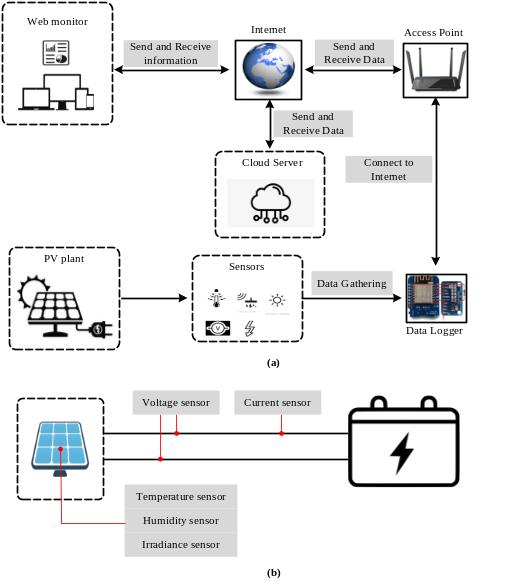 Web monitor
Send and Receive
information
Internet
Send and
Receive Data
Access Point
Send and
Receive Data
Cloud Server
Connect to
Internet
PV plant
Sensors
V
Data Gathering
Data Logger
(a)
Voltage sensor
Current sensor
Temperature sensor
Humidity sensor
Irradiance sensor
(b)